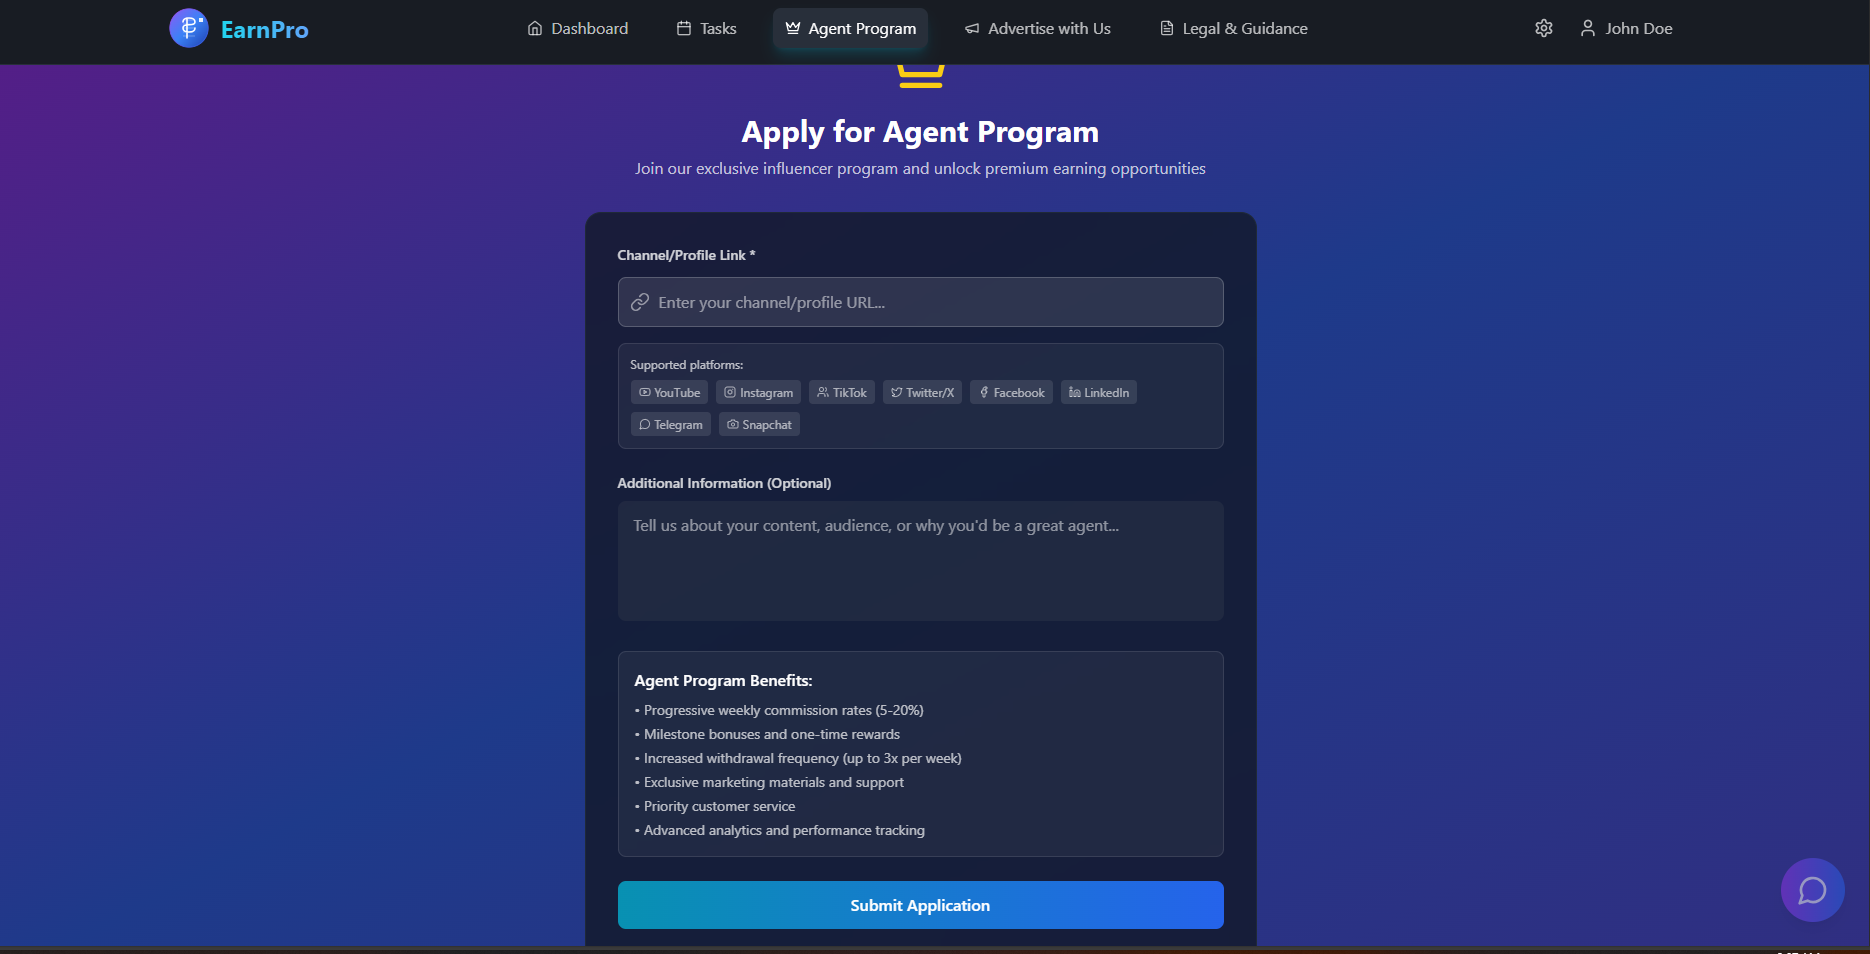 EarnPro
Dashboard
Tasks
Agent Program
Advertise with Us
Legal & Guidance
John Doe
Apply for Agent Program
Join our exclusive influencer program and unlock premium earning opportunities
Channel/Profile Link *
Enter your channel/profile URL...
Supported platforms:
YouTube Instagram TikTok Twitter/X Facebook LinkedIn
Telegram Snapchat
Additional Information (Optional)
Tell us about your content, audience, or why you'd be a great agent...
Agent Program Benefits:
• Progressive weekly commission rates (5-20%)
• Milestone bonuses and one-time rewards
• Increased withdrawal frequency (up to 3x per week)
• Exclusive marketing materials and support
• Priority customer service
• Advanced analytics and performance tracking
Submit Application